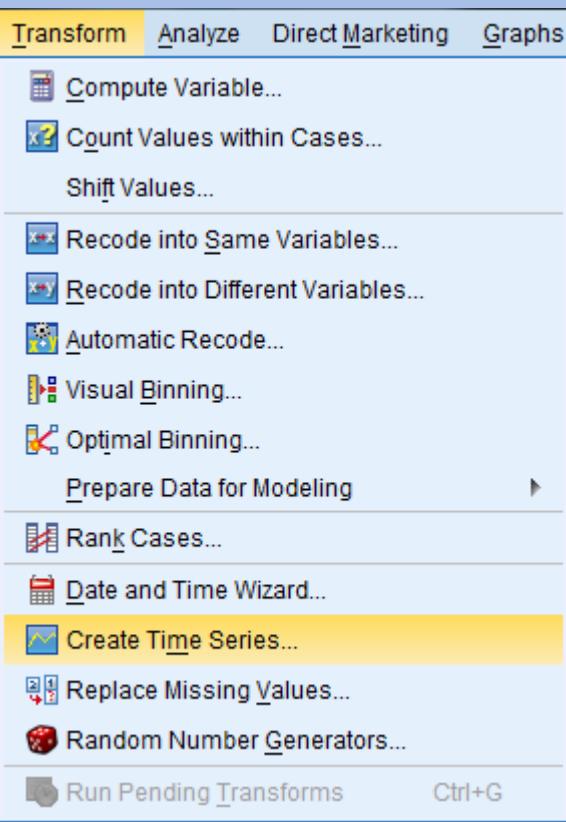 Transform Analyze Direct Marketing Graphs
Compute Variable...
Count Values within Cases...
Shift Values...
Recode into Same Variables...
Recode into Different Variables...
Automatic Recode...
Visual Binning...
Optimal Binning...
Prepare Data for Modeling
Rank Cases...
Date and Time Wizard...
Create Time Series...
Replace Missing Values...
Random Number Generators...
Run Pending Transforms Ctrl+G